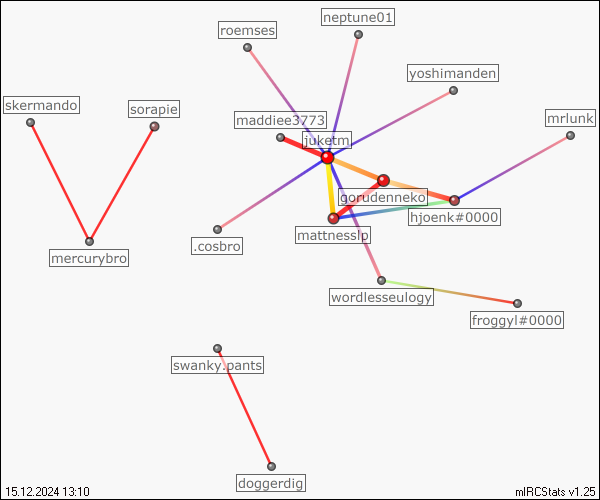 neptune01
roemses
yoshimanden
skermando
sorapie
maddiee3773
mrlunk
juketm
gorudenneko
hjoenk#0000
mattnesslp
.cosbro
mercurybro
wordlesseulogy
froggyl#0000
swanky.pants
doggerdig
15.12.2024 13:10
mIRCStats v1.25